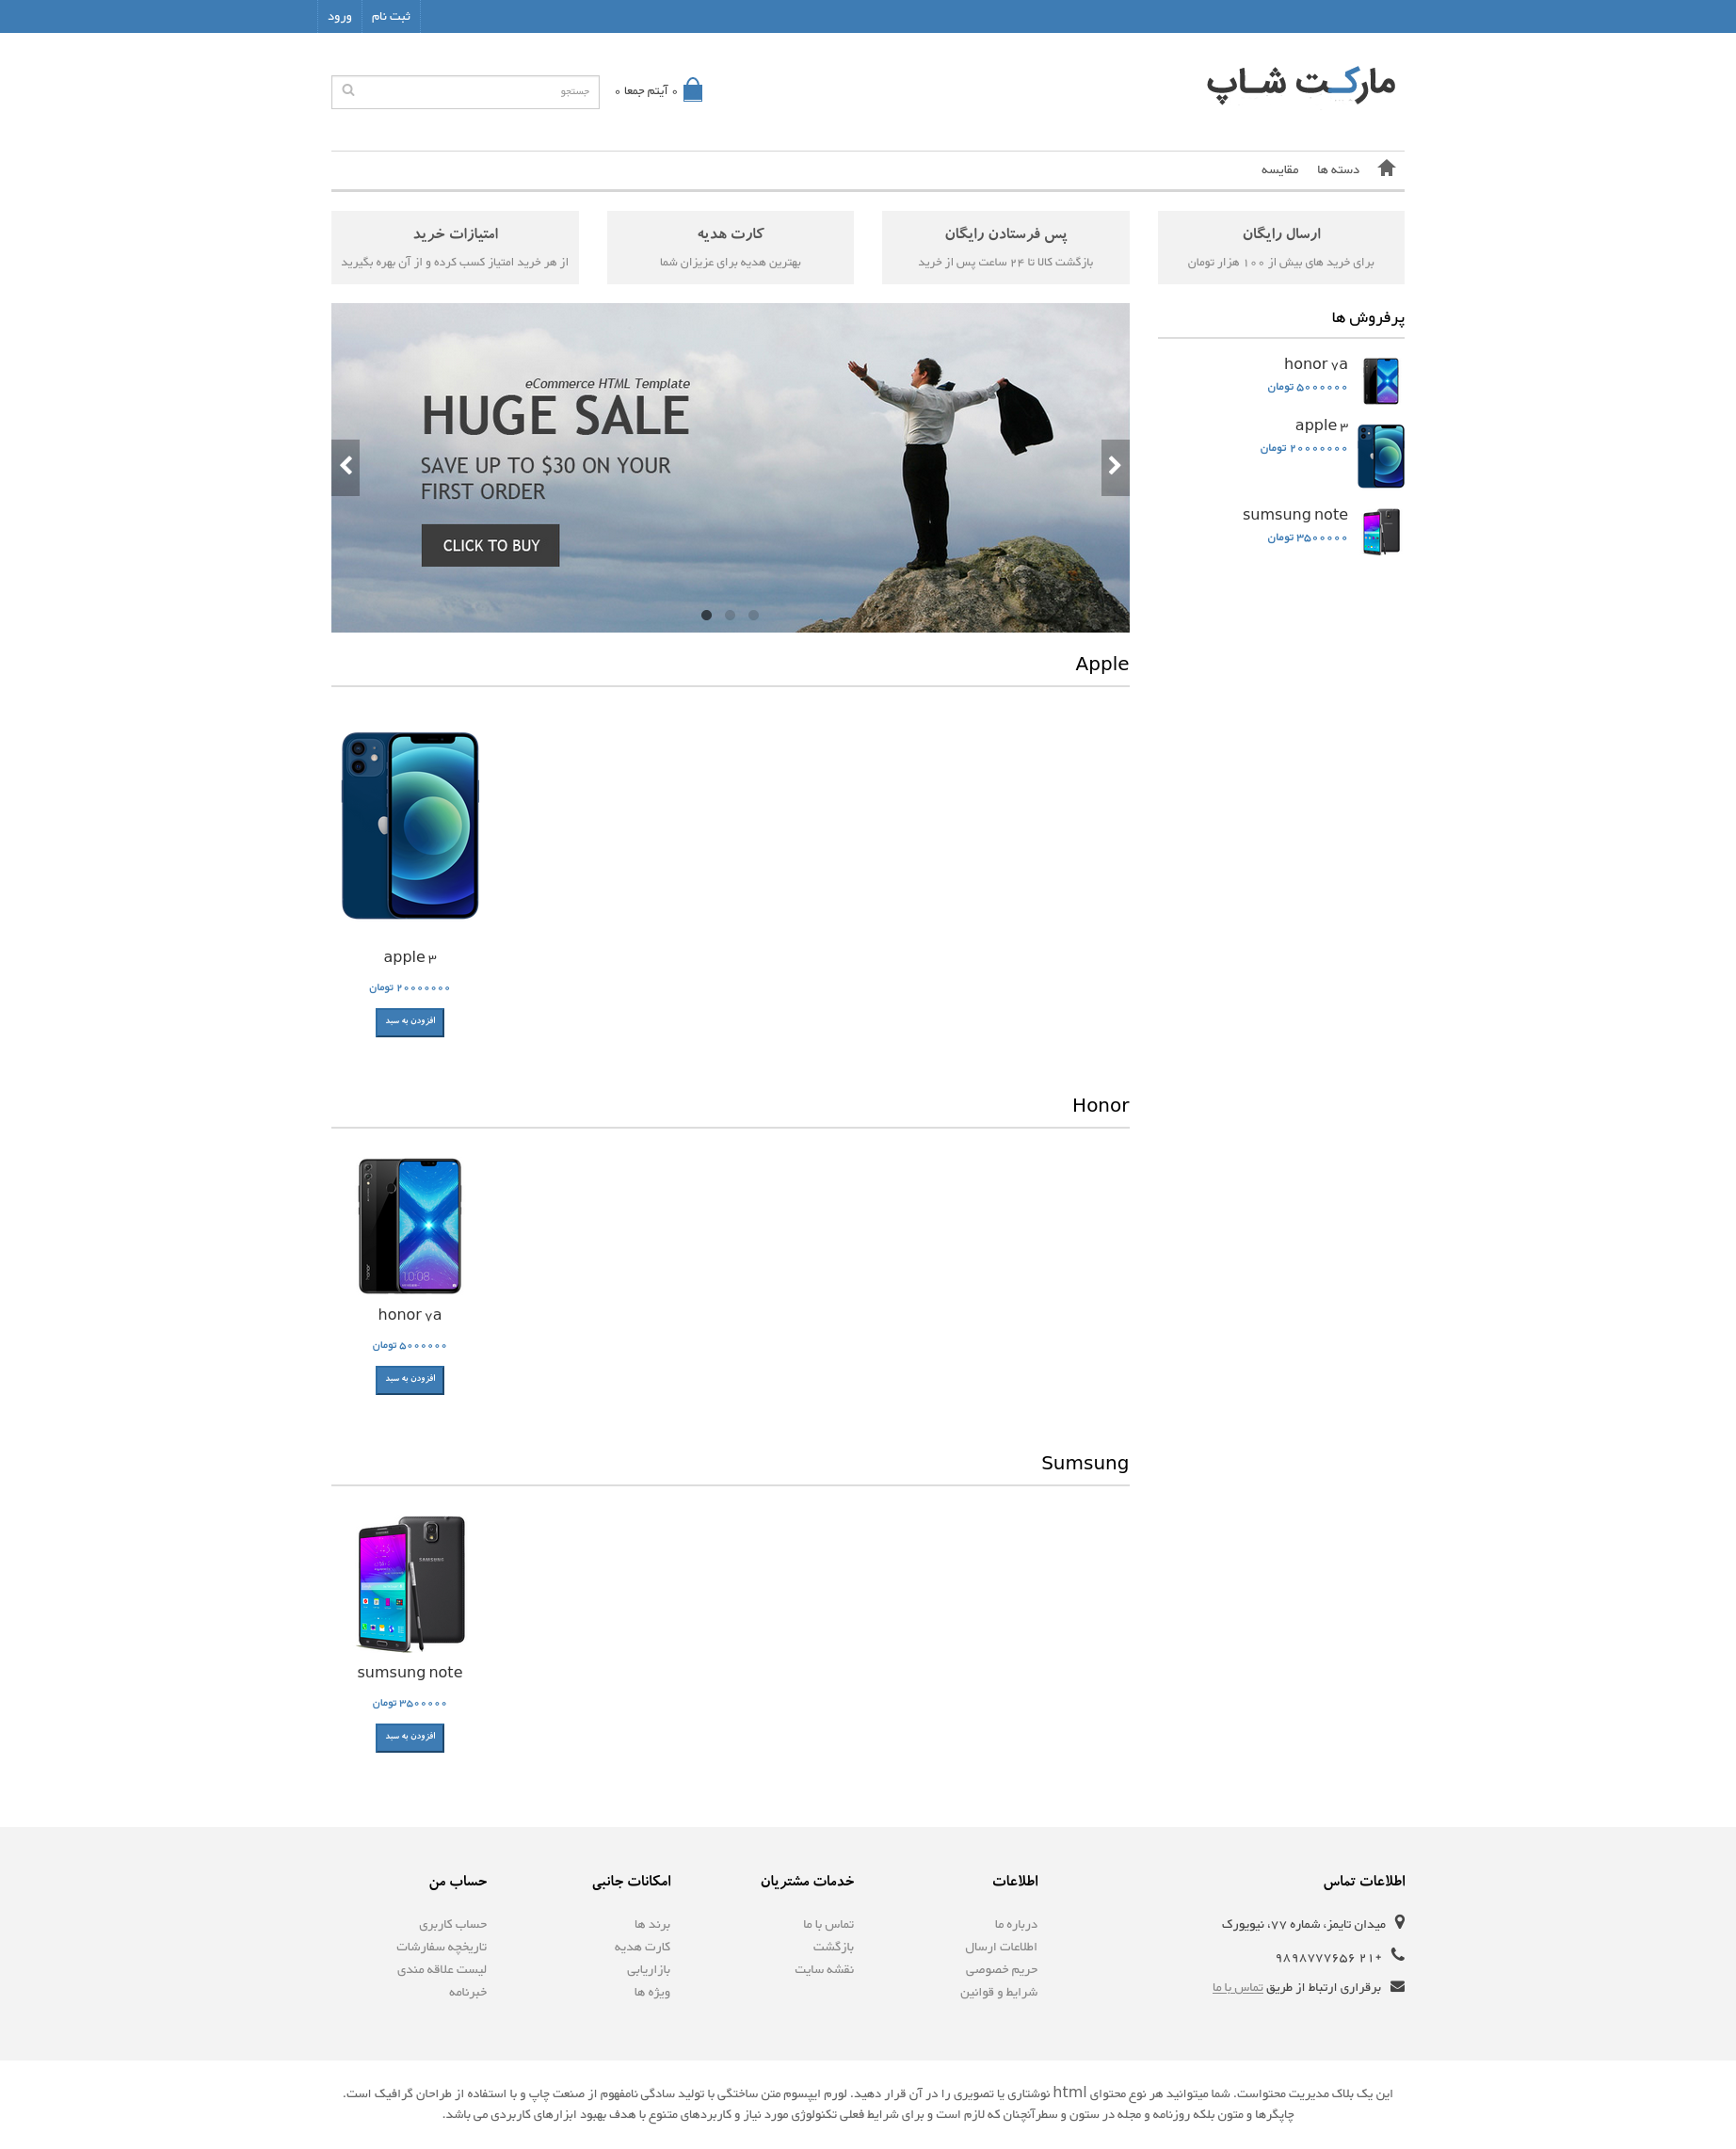 ثبت نام
ورود
مارکت شاپ
۰ آیتم جمعا ۰
جستجو
دسته ها
مقایسه
ارسال رایگان
برای خرید های بیش از ۱۰۰ هزار تومان
پس فرستادن رایگان
بازگشت کالا تا ۲۴ ساعت پس از خرید
کارت هدیه
بهترین هدیه برای عزیزان شما
امتیازات خرید
از هر خرید امتیاز کسب کرده و از آن بهره بگیرید
پرفروش ها
honor ۷a
۵۰۰۰۰۰۰ تومان
apple ۳
۲۰۰۰۰۰۰۰ تومان
sumsung note
۳۵۰۰۰۰۰ تومان
eCommerce HTML Template
HUGE SALE
SAVE UP TO $30 ON YOUR
FIRST ORDER
CLICK TO BUY
Apple
apple ۳
۲۰۰۰۰۰۰۰ تومان
افزودن به سبد
Honor
10:08
honor
honor ۷a
۵۰۰۰۰۰۰ تومان
افزودن به سبد
Sumsung
SAMSUNG
sumsung note
۳۵۰۰۰۰۰ تومان
افزودن به سبد
اطلاعات تماس
میدان تایمز، شماره ۷۷، نیویورک
+۲۱ ۹۸۹۸۷۷۷۶۵۶
برقراری ارتباط از طریق تماس با ما
اطلاعات
درباره ما
اطلاعات ارسال
حریم خصوصی
شرایط و قوانین
خدمات مشتریان
تماس با ما
بازگشت
نقشه سایت
امکانات جانبی
برند ها
کارت هدیه
بازاریابی
ویژه ها
حساب من
حساب کاربری
تاریخچه سفارشات
لیست علاقه مندی
خبرنامه
این یک بلاک مدیریت محتواست. شما میتوانید هر نوع محتوای html نوشتاری یا تصویری را در آن قرار دهید. لورم ایپسوم متن ساختگی با تولید سادگی نامفهوم از صنعت چاپ و با استفاده از طراحان گرافیک است.
چاپگرها و متون بلکه روزنامه و مجله در ستون و سطرآنچنان که لازم است و برای شرایط فعلی تکنولوژی مورد نیاز و کاربردهای متنوع با هدف بهبود ابزارهای کاربردی می باشد.